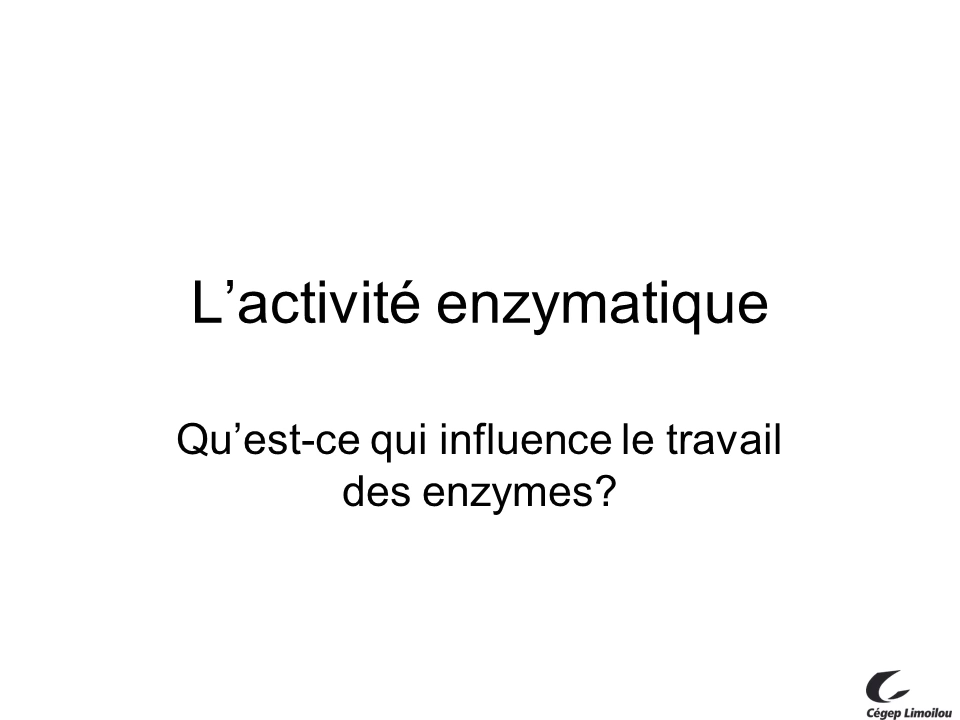 L’activité enzymatique
Qu’est-ce qui influence le travail
des enzymes?
Cégep Limoilou